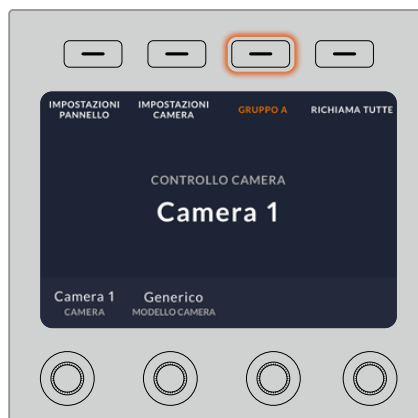 IMPOSTAZIONI PANNELLO
IMPOSTAZIONI CAMERA
GRUPPO A
RICHIAMA TUTTE
CONTROLLO CAMERA
Camera 1
Camera 1
CAMERA
Generico
MODELLO CAMERA